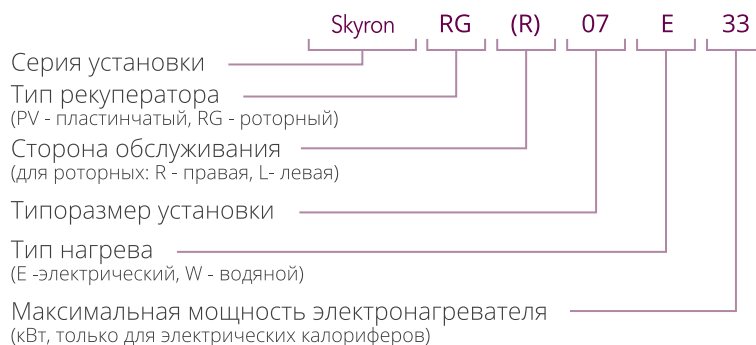 Skyron RG (R) 07 E 33
Серия установки
Тип рекуператора
(PV - пластинчатый, RG - роторный)
Сторона обслуживания
(для роторных: R - правая, L- левая)
Типоразмер установки
Тип нагрева
(E -электрический, W - водяной)
Максимальная мощность электронагревателя
(кВт, только для электрических калориферов)